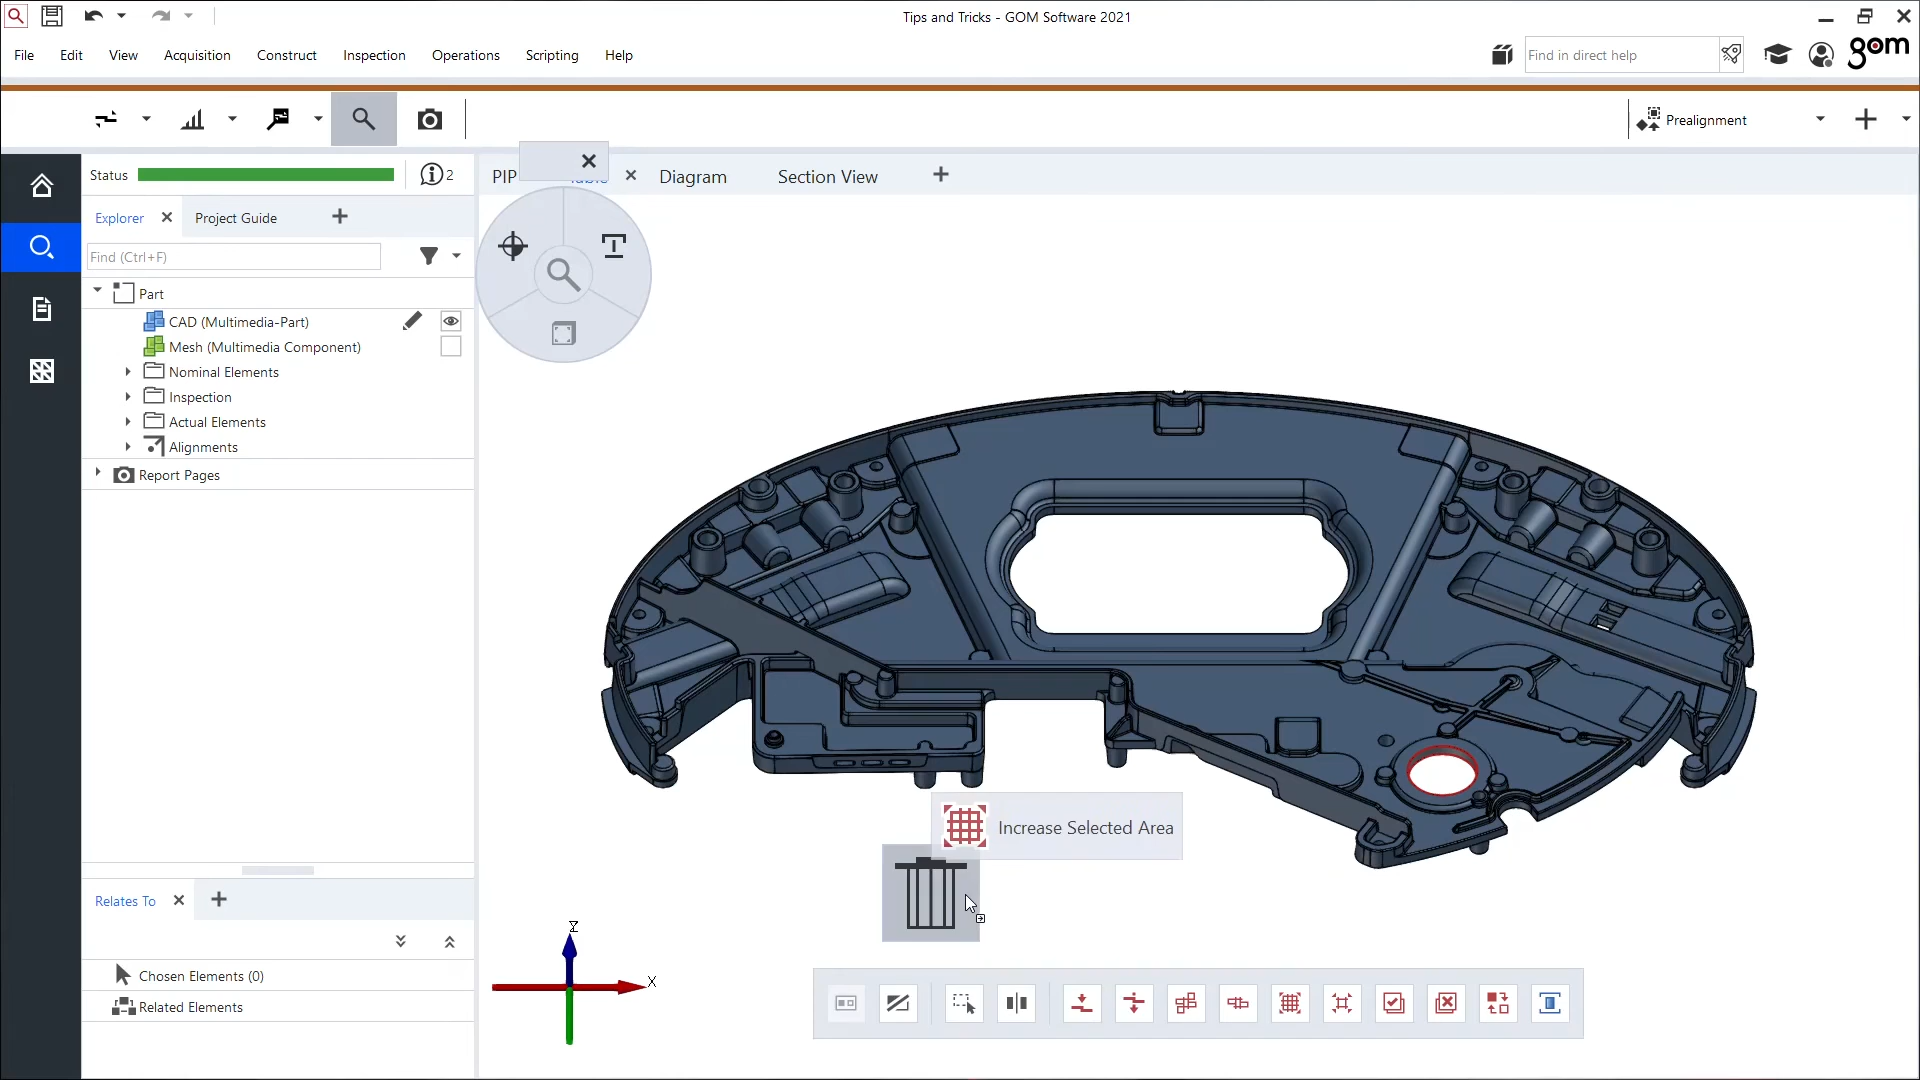 Tips and Tricks - GOM Software 2021
File Edit View Acquisition Construct Inspection Operations Scripting Help
Find in direct help
gom
Prealignment
Status
2
PIP
Diagram
Section View
Explorer
Project Guide
Find (Ctrl+F)
Part
CAD (Multimedia-Part)
Mesh (Multimedia Component)
Nominal Elements
Inspection
Actual Elements
Alignments
Report Pages
Increase Selected Area
Relates To
Chosen Elements (0)
Related Elements
Z
X